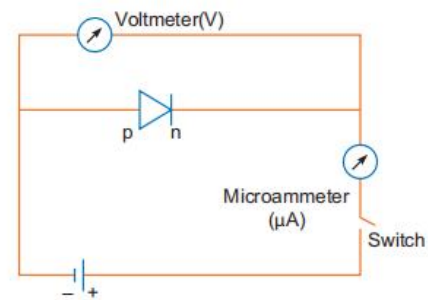 Voltmeter(V)
p
n
Microammeter
(μA)
Switch
– +